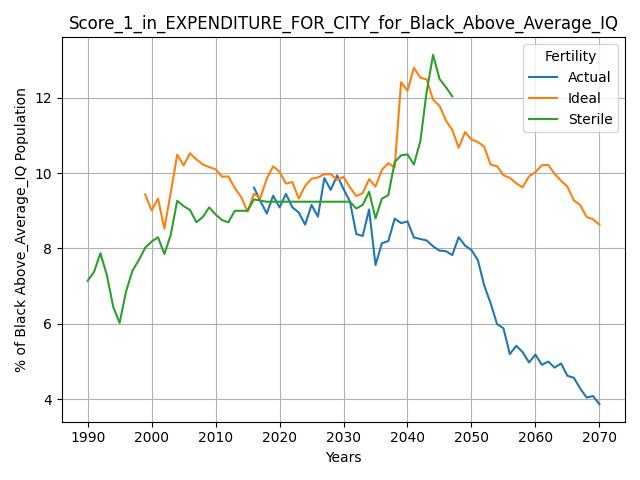 Score_1_in_EXPENDITURE_FOR_CITY_for_Black_Above_Average_IQ
% of Black Above_Average_IQ Population
12
10
8
6
4
Fertility
Actual
Ideal
Sterile
1990 2000 2010 2020 2030 2040 2050 2060 2070
Years